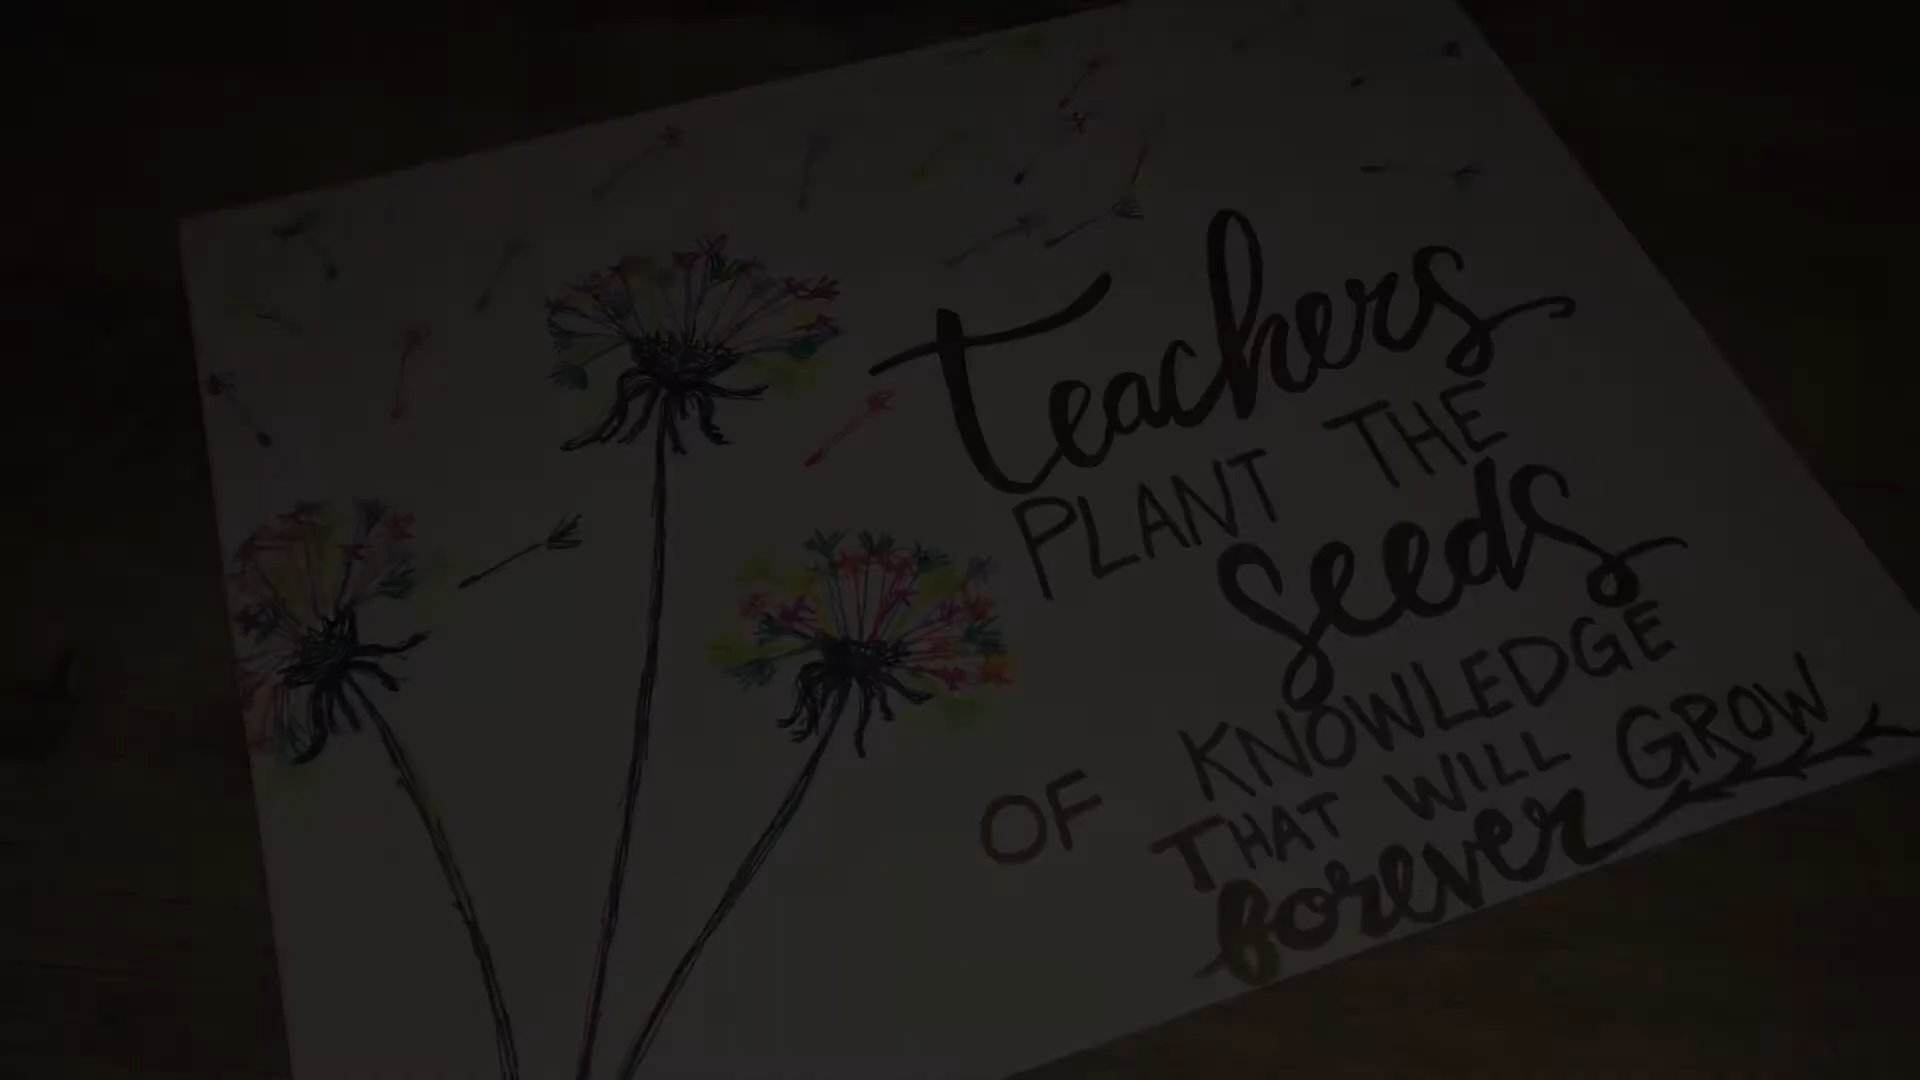 Teachers
PLANT THE
Seeds
OF KNOWLEDGE
THAT WILL GROW
forever